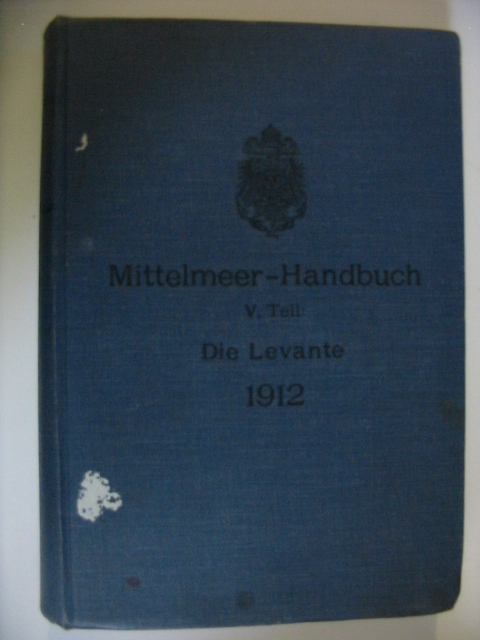 Mittelmeer-Handbuch
V. Teil:
Die Levante
1912